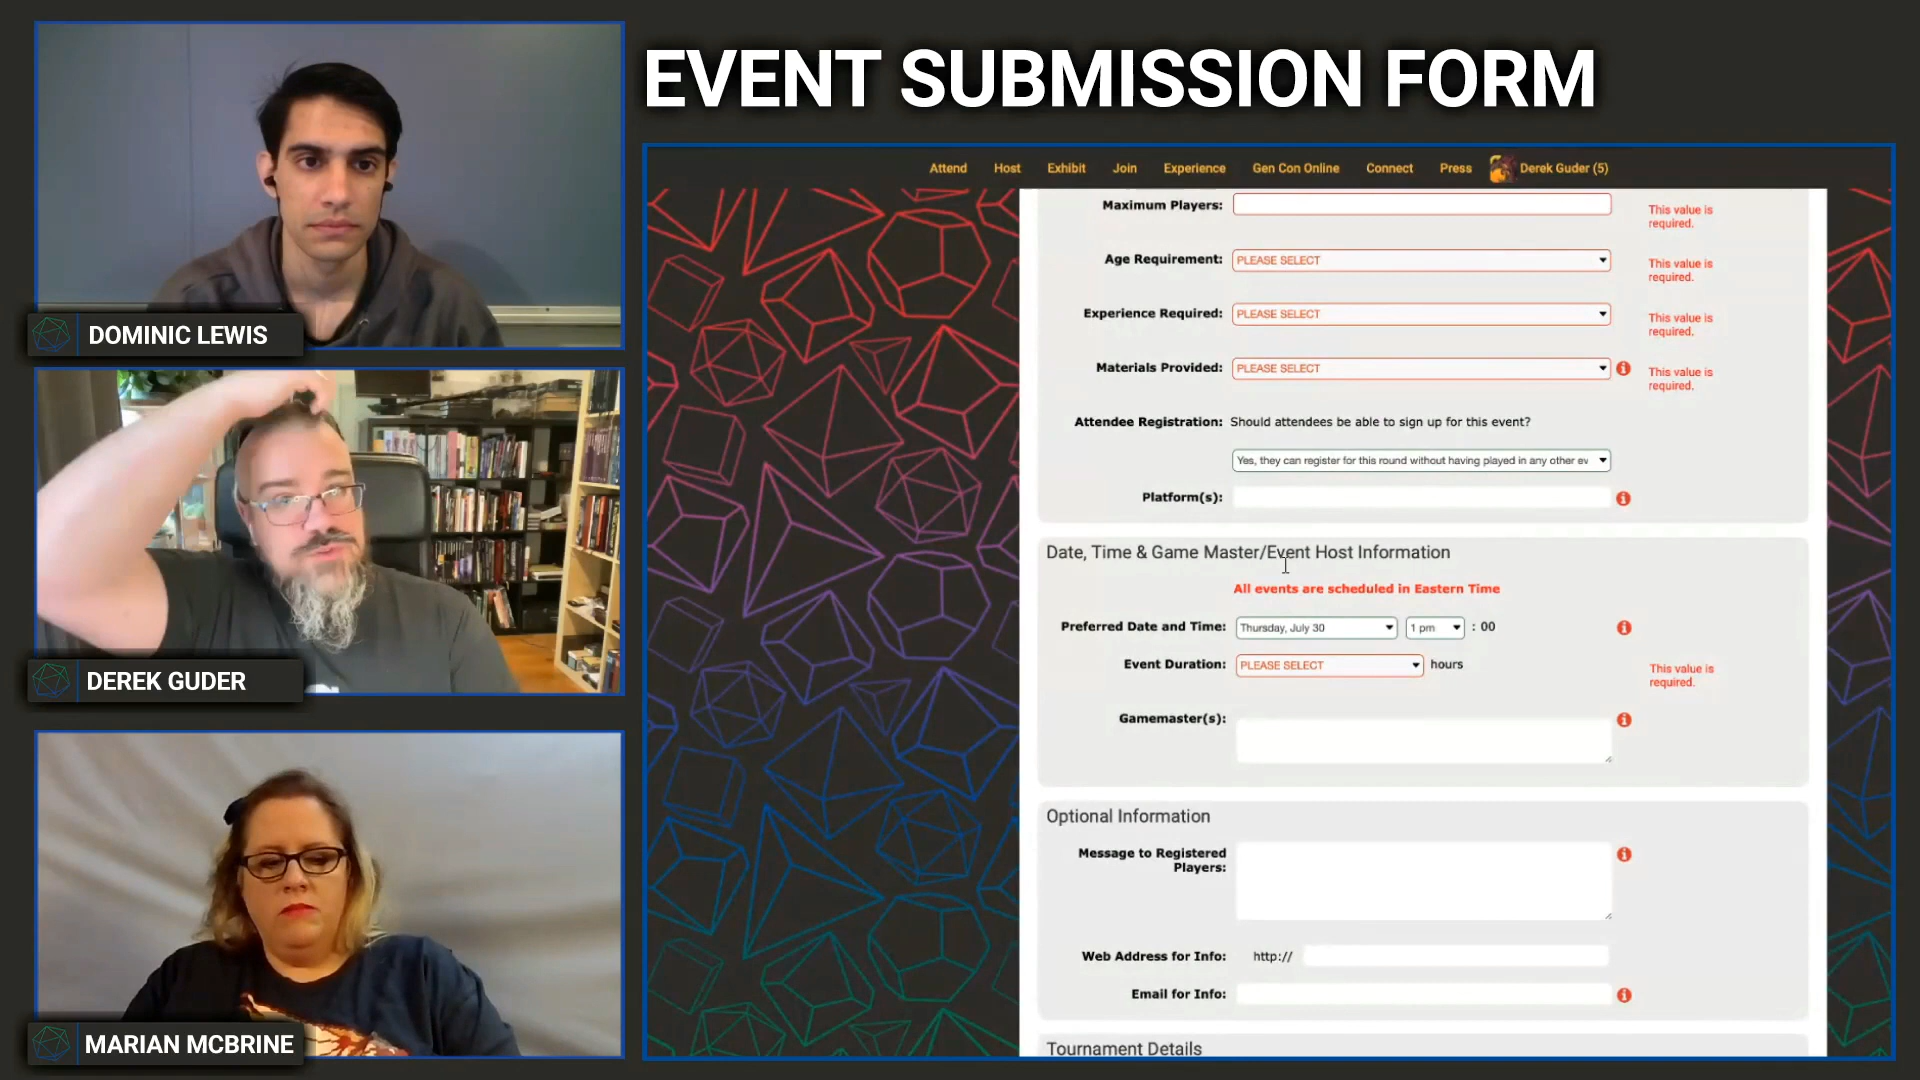 EVENT SUBMISSION FORM
DOMINIC LEWIS
DEREK GUDER
MARIAN MCBRINE
Attend Host Exhibit Join Experience Gen Con Online Connect Press Derek Guder (5)
Maximum Players:
This value is
required.
Age Requirement: PLEASE SELECT
This value is
required.
Experience Required: PLEASE SELECT
This value is
required.
Materials Provided: PLEASE SELECT
This value is
required.
Attendee Registration: Should attendees be able to sign up for this event?
Yes, they can register for this round without having played in any other ev
Platform(s):
Date, Time & Game Master/Event Host Information
All events are scheduled in Eastern Time
Preferred Date and Time: Thursday, July 30 1 pm : 00
Event Duration: PLEASE SELECT hours
This value is
required.
Gamemaster(s):
Optional Information
Message to Registered
Players:
Web Address for Info: http://
Email for Info:
Tournament Details